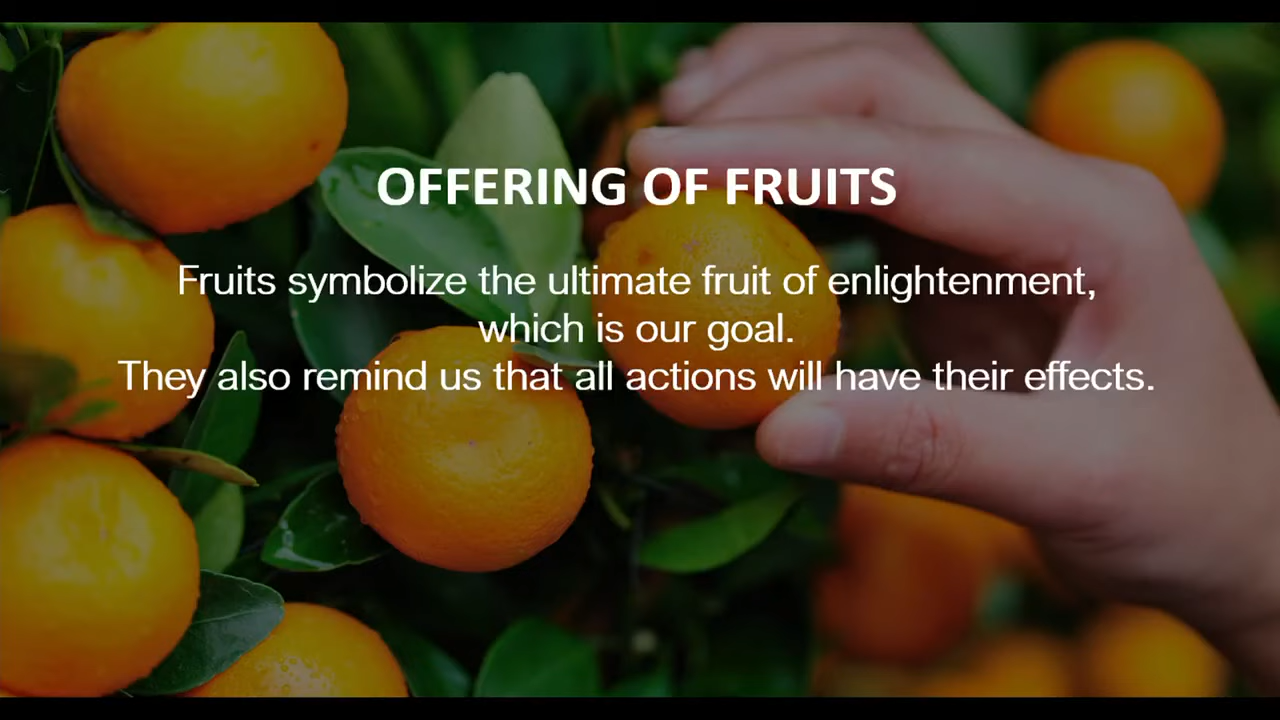 OFFERING OF FRUITS
Fruits symbolize the ultimate fruit of enlightenment,
which is our goal.
They also remind us that all actions will have their effects.